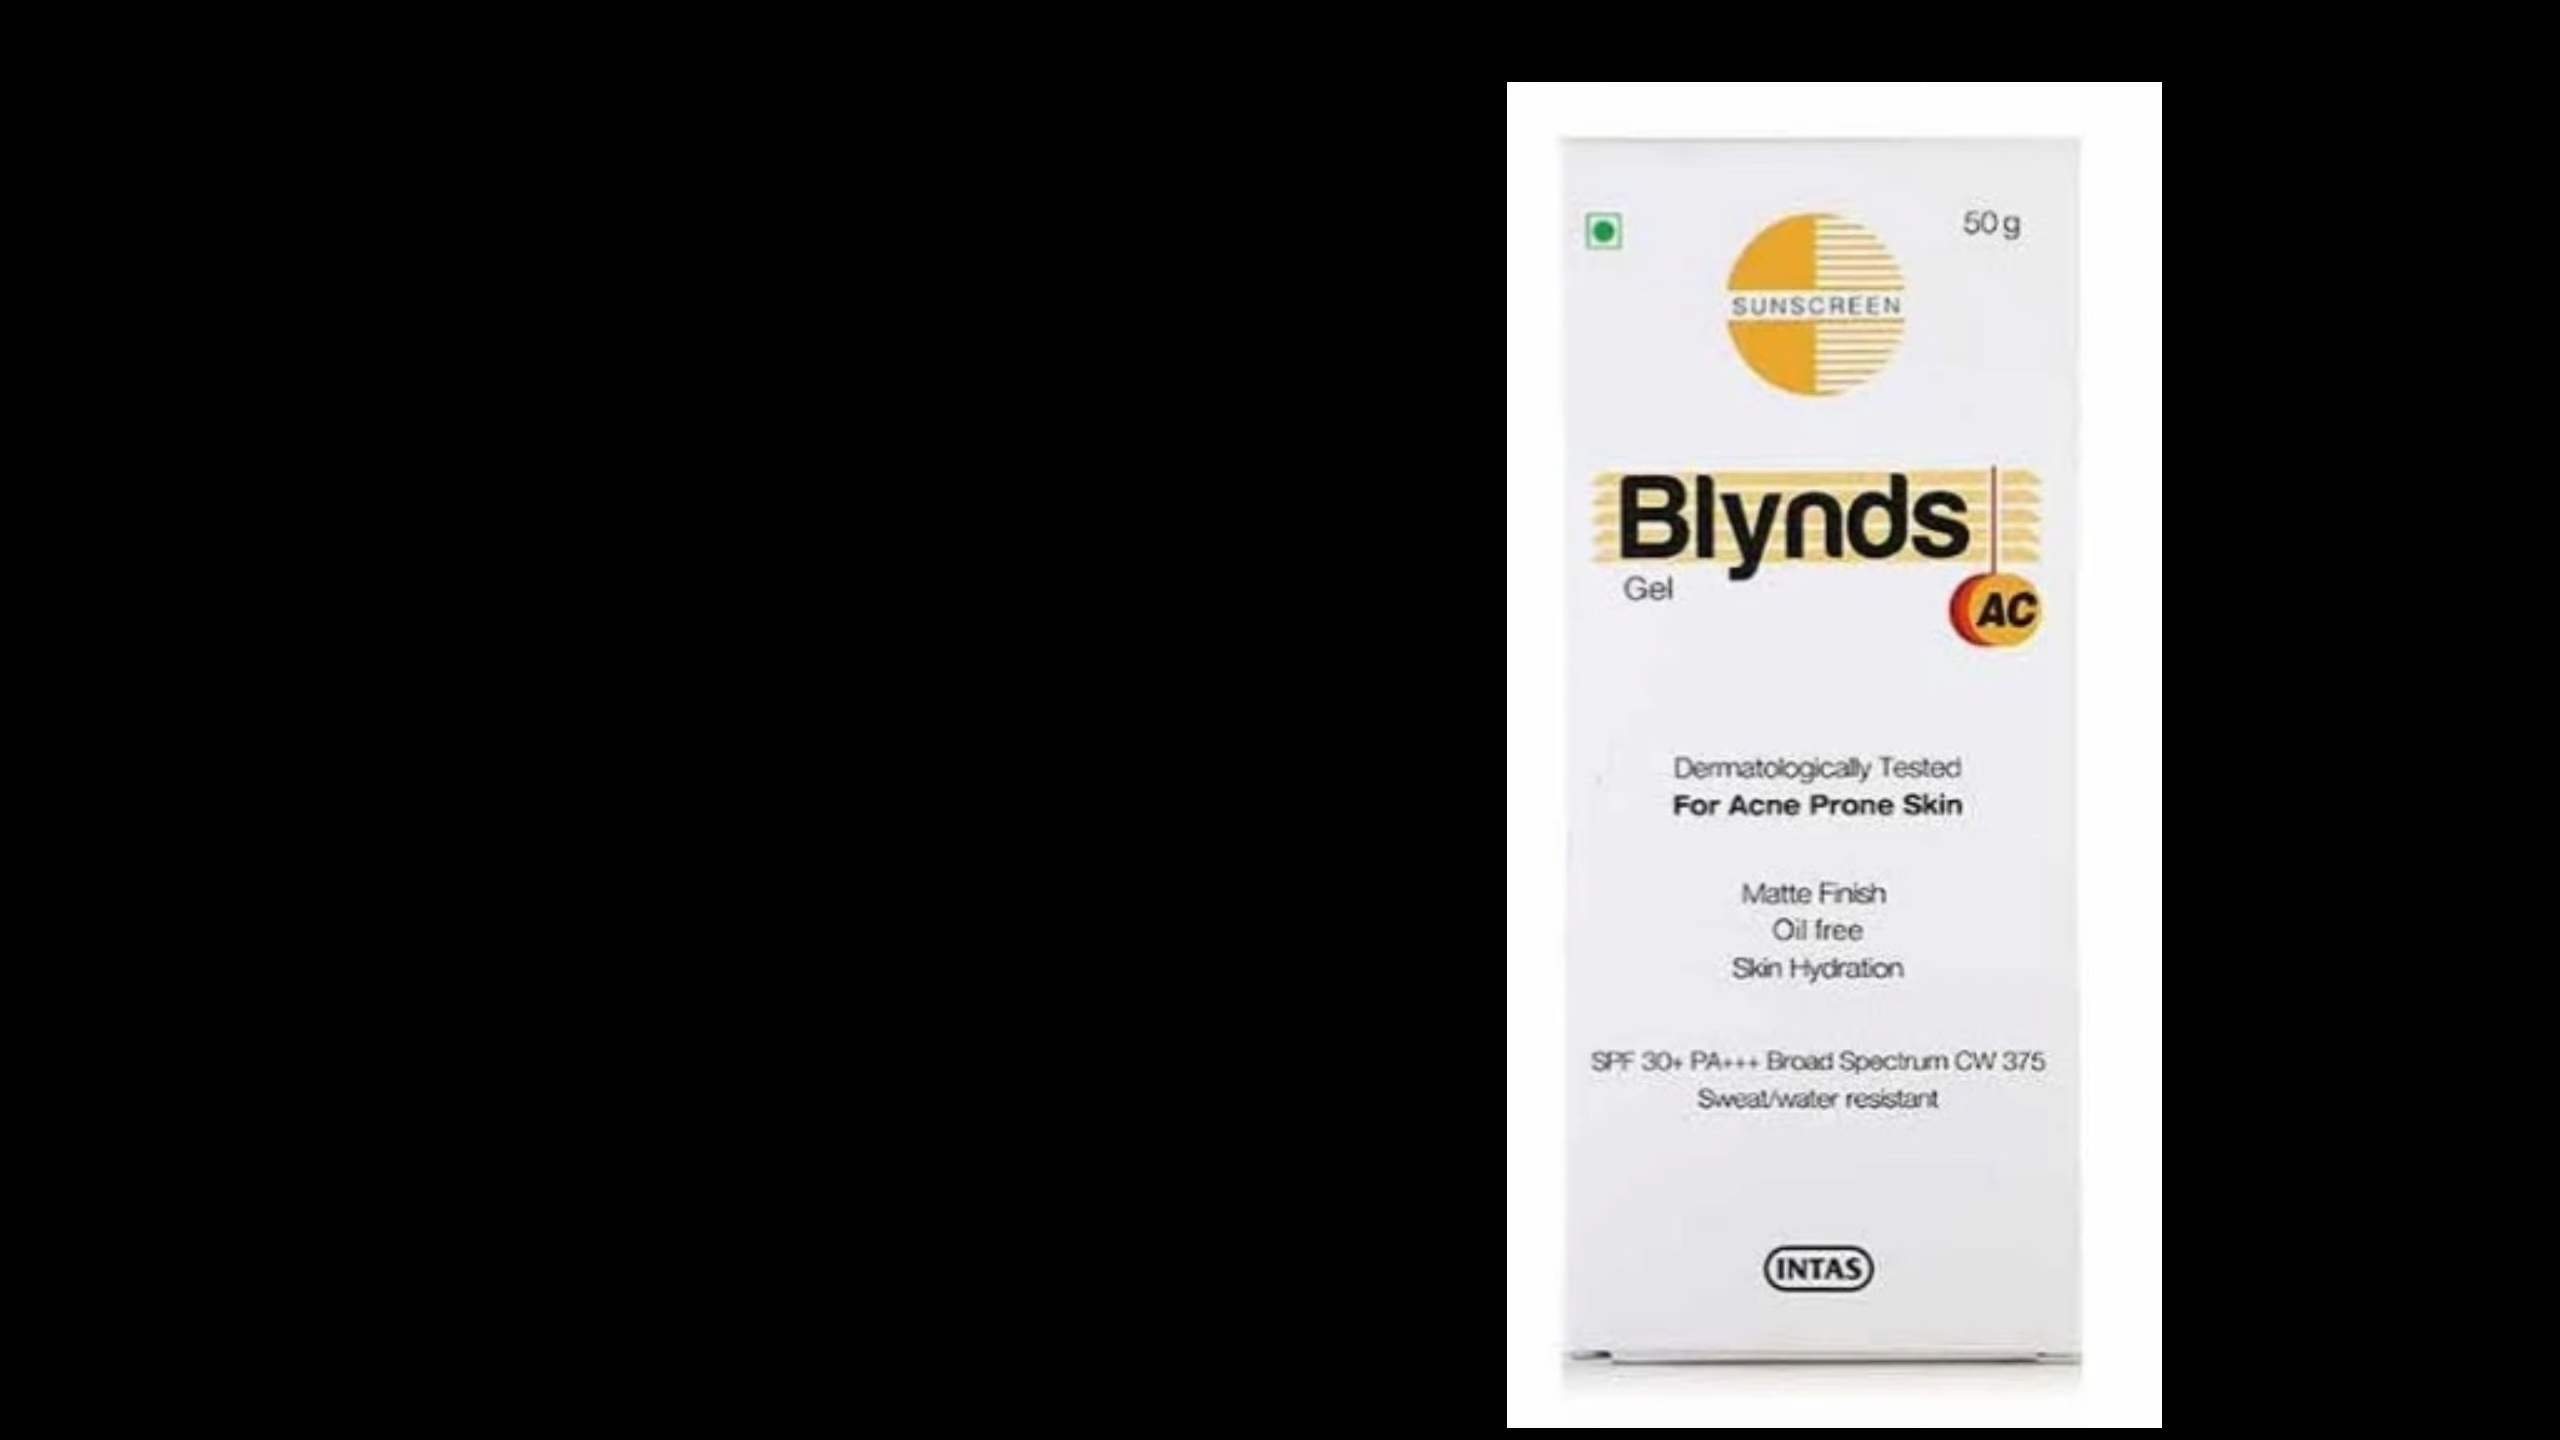 50 g
SUNSCREEN
Blynds
Gel
AC
Dermatologically Tested
For Acne Prone Skin
Matte Finish
Oil free
Skin Hydration
SPF 30+ PA+++ Broad Spectrum CW 375
Sweat/water resistant
INTAS